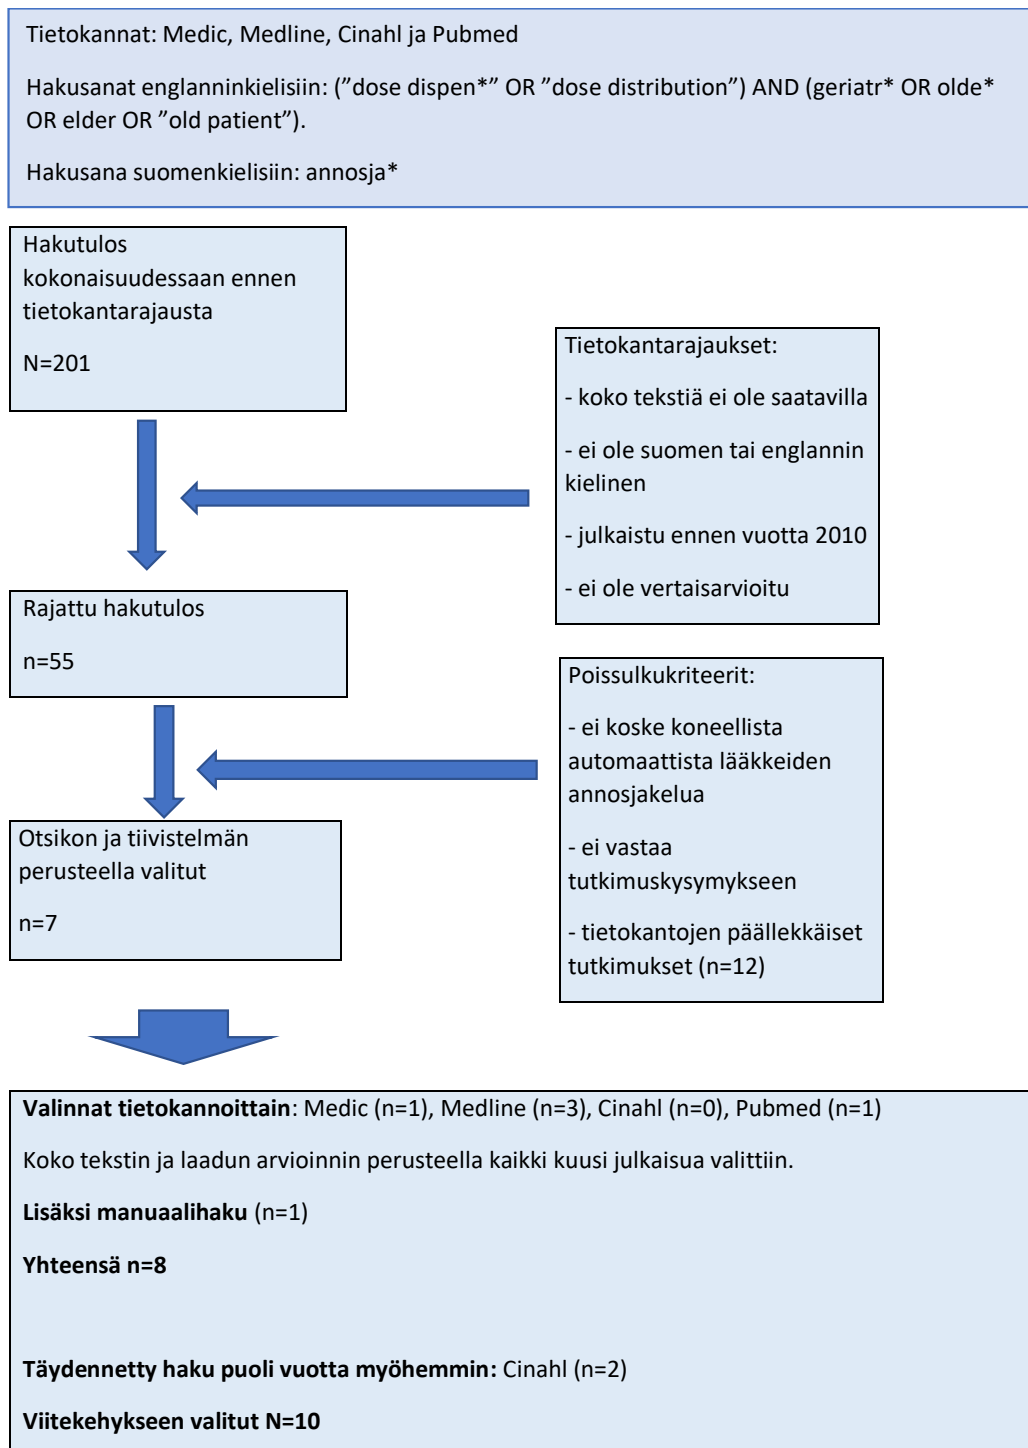 Tietokannat: Medic, Medline, Cinahl ja Pubmed
Hakusanat englanninkielisiin: (”dose dispen*” OR ”dose distribution”) AND (geriatr* OR olde*
OR elder OR ”old patient”).
Hakusana suomenkielisiin: annosja*
Hakutulos
kokonaisuudessaan ennen
tietokantarajausta
N=201
Tietokantarajaukset:
- koko tekstiä ei ole saatavilla
- ei ole suomen tai englannin
kielinen
- julkaistu ennen vuotta 2010
- ei ole vertaisarvioitu
Rajattu hakutulos
n=55
Poissulkukriteerit:
- ei koske koneellista
automaattista lääkkeiden
annosjakelua
- ei vastaa
tutkimuskysymykseen
- tietokantojen päällekkäiset
tutkimukset (n=12)
Otsikon ja tiivistelmän
perusteella valitut
n=7
Valinnat tietokannoittain: Medic (n=1), Medline (n=3), Cinahl (n=0), Pubmed (n=1)
Koko tekstin ja laadun arvioinnin perusteella kaikki kuusi julkaisua valittiin.
Lisäksi manuaalihaku (n=1)
Yhteensä n=8
Täydennetty haku puoli vuotta myöhemmin: Cinahl (n=2)
Viitekehykseen valitut N=10